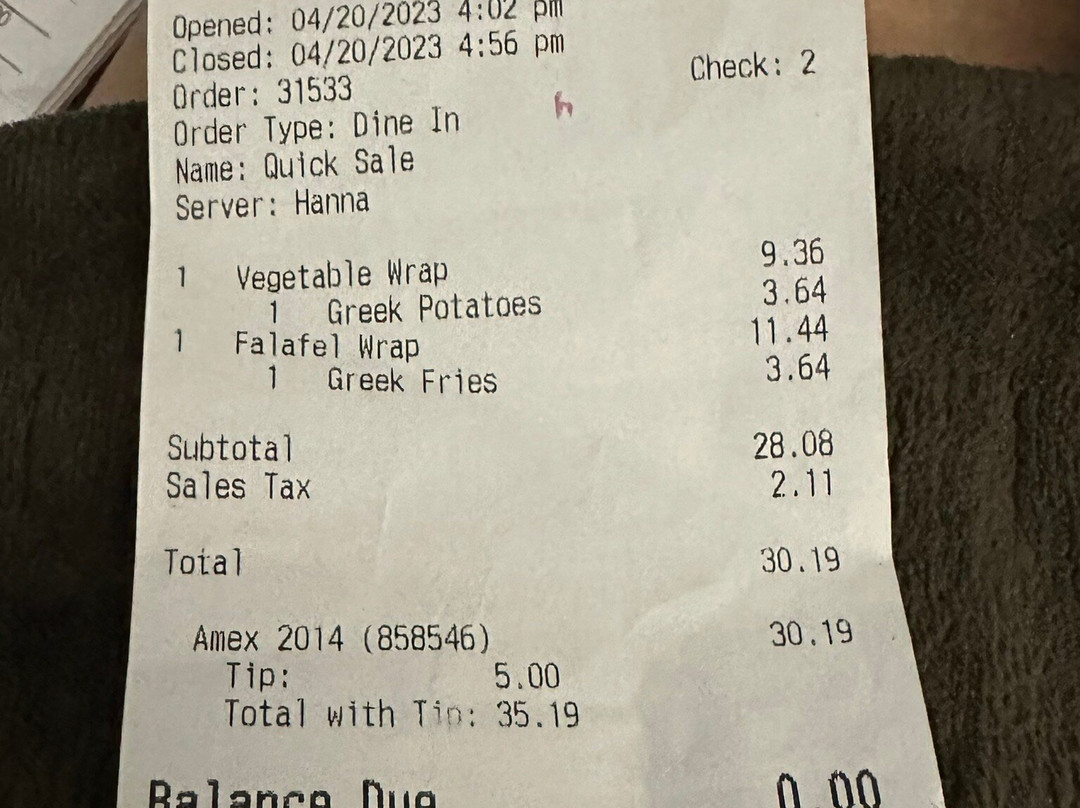 Opened: 04/20/2023 4:02 pm
Closed: 04/20/2023 4:56 pm
Check: 2
Order: 31533
Order Type: Dine In
Name: Quick Sale
Server: Hanna
1 Vegetable Wrap 9.36
1 Greek Potatoes 3.64
1 Falafel Wrap 11.44
1 Greek Fries 3.64
Subtotal 28.08
Sales Tax 2.11
Total 30.19
Amex 2014 (858546) 30.19
Tip: 5.00
Total with Tip: 35.19
Balance Due 0.00